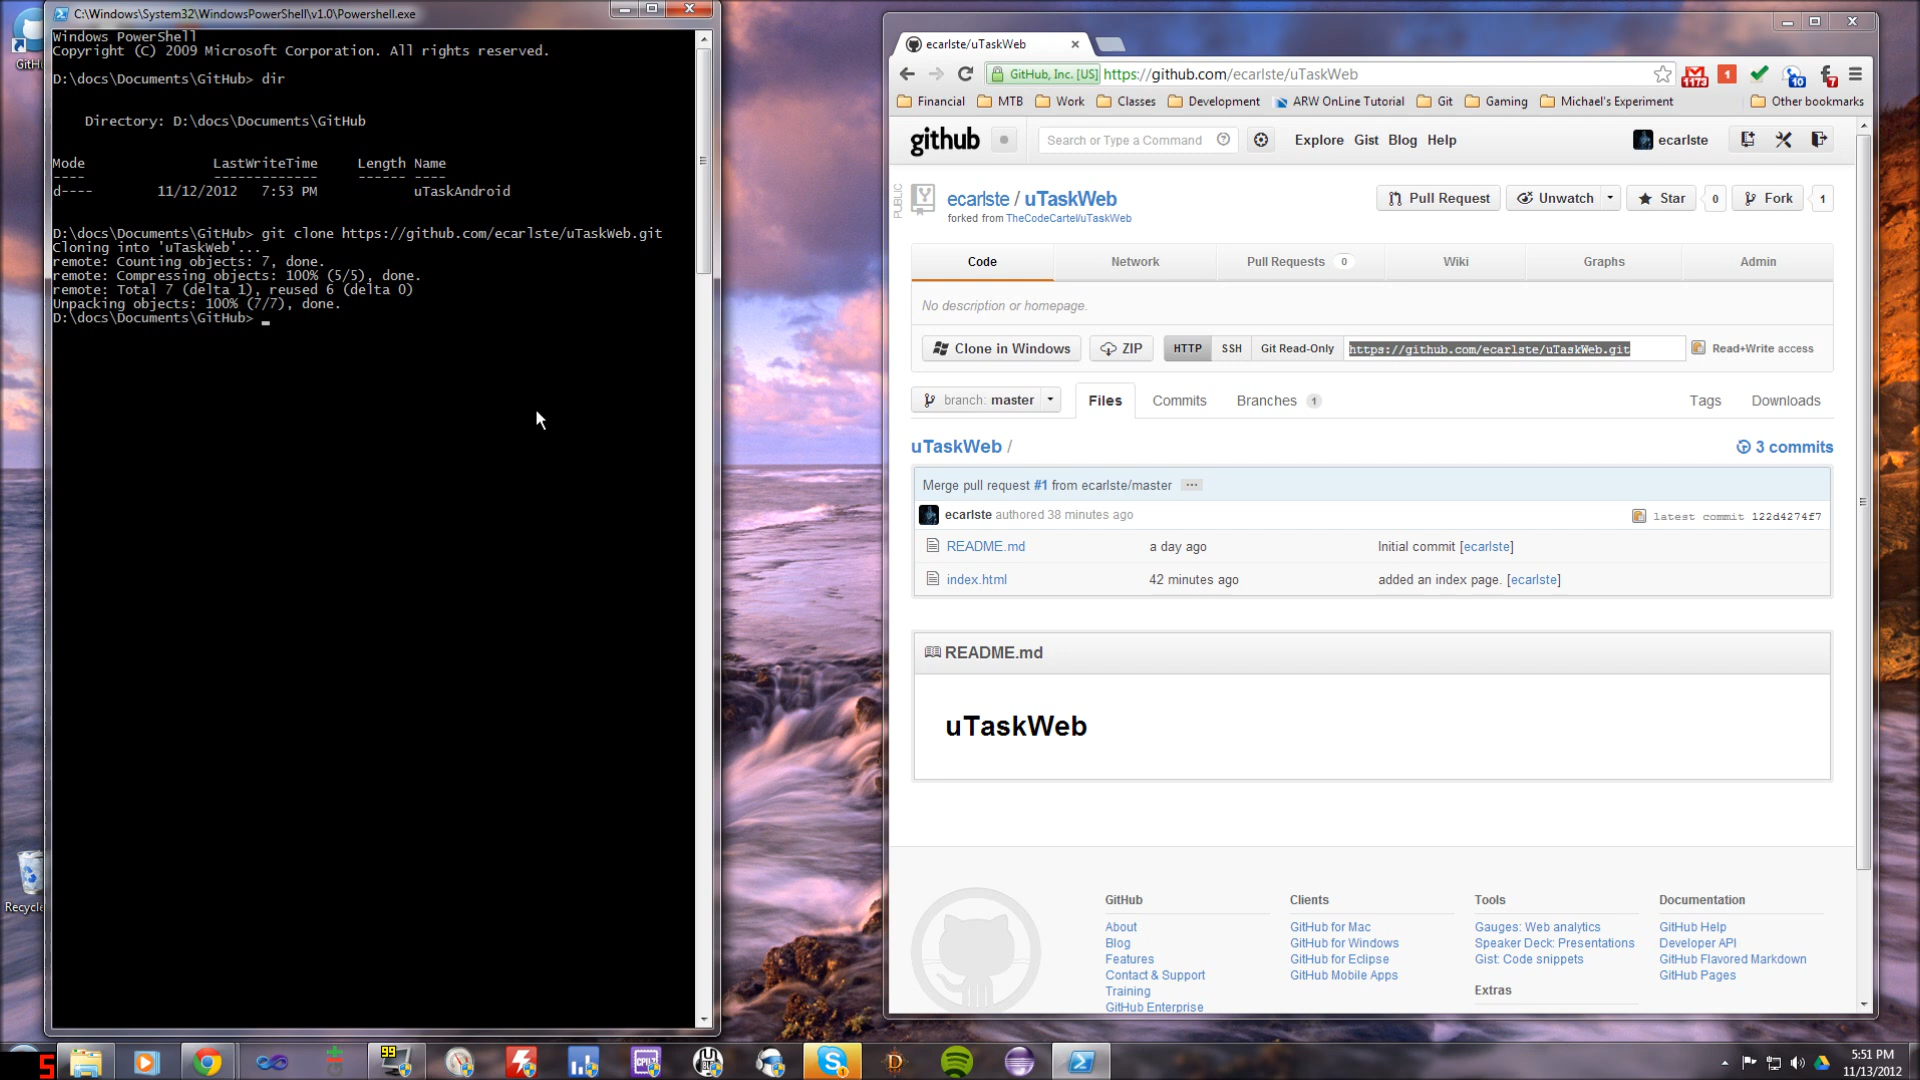 GitH
C:\Windows\System32\WindowsPowerShell\v1.0\Powershell.exe
Windows PowerShell
Copyright (C) 2009 Microsoft Corporation. All rights reserved.
D:\docs\Documents\GitHub> dir
Directory: D:\docs\Documents\GitHub
Mode LastWriteTime Length Name
---- ------------- ------ ----
d---- 11/12/2012 7:53 PM uTaskAndroid
D:\docs\Documents\GitHub> git clone https://github.com/ecarlste/uTaskWeb.git
Cloning into 'uTaskWeb'...
remote: Counting objects: 7, done.
remote: Compressing objects: 100% (5/5), done.
remote: Total 7 (delta 1), reused 6 (delta 0)
Unpacking objects: 100% (7/7), done.
D:\docs\Documents\GitHub>
Recycle
ecarlste/uTaskWeb
GitHub, Inc. [US] https://github.com/ecarlste/uTaskWeb
1173 1 10 7
Financial MTB Work Classes Development ARW OnLine Tutorial Git Gaming Michael's Experiment Other bookmarks
github Search or Type a Command Explore Gist Blog Help ecarlste
PUBLIC
ecarlste / uTaskWeb Pull Request Unwatch Star 0 Fork 1
forked from TheCodeCartel/uTaskWeb
Code Network Pull Requests 0 Wiki Graphs Admin
No description or homepage.
Clone in Windows ZIP HTTP SSH Git Read-Only https://github.com/ecarlste/uTaskWeb.git Read+Write access
branch: master Files Commits Branches 1 Tags Downloads
uTaskWeb / 3 commits
Merge pull request #1 from ecarlste/master ...
ecarlste authored 38 minutes ago latest commit 122d4274f7
README.md a day ago Initial commit [ecarlste]
index.html 42 minutes ago added an index page. [ecarlste]
README.md
uTaskWeb
GitHub Clients Tools Documentation
About GitHub for Mac Gauges: Web analytics GitHub Help
Blog GitHub for Windows Speaker Deck: Presentations Developer API
Features GitHub for Eclipse Gist: Code snippets GitHub Flavored Markdown
Contact & Support GitHub Mobile Apps GitHub Pages
Training Extras
GitHub Enterprise
5 99
5:51 PM
11/13/2012